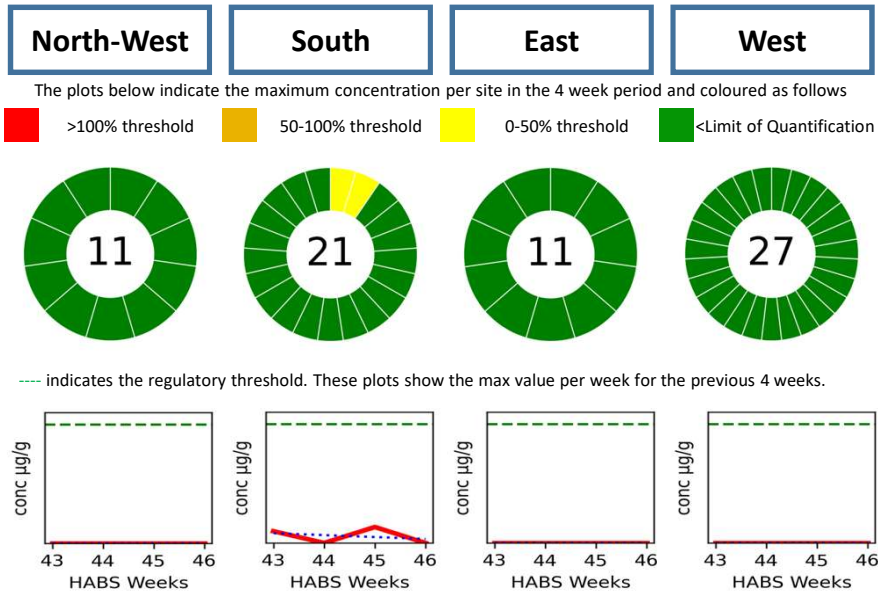 North-West South East West
The plots below indicate the maximum concentration per site in the 4 week period and coloured as follows
>100% threshold 50-100% threshold 0-50% threshold <Limit of Quantification
11 21 11 27
---- indicates the regulatory threshold. These plots show the max value per week for the previous 4 weeks.
conc µg/g conc µg/g conc µg/g conc µg/g
43 44 45 46 43 44 45 46 43 44 45 46 43 44 45 46
HABS Weeks HABS Weeks HABS Weeks HABS Weeks